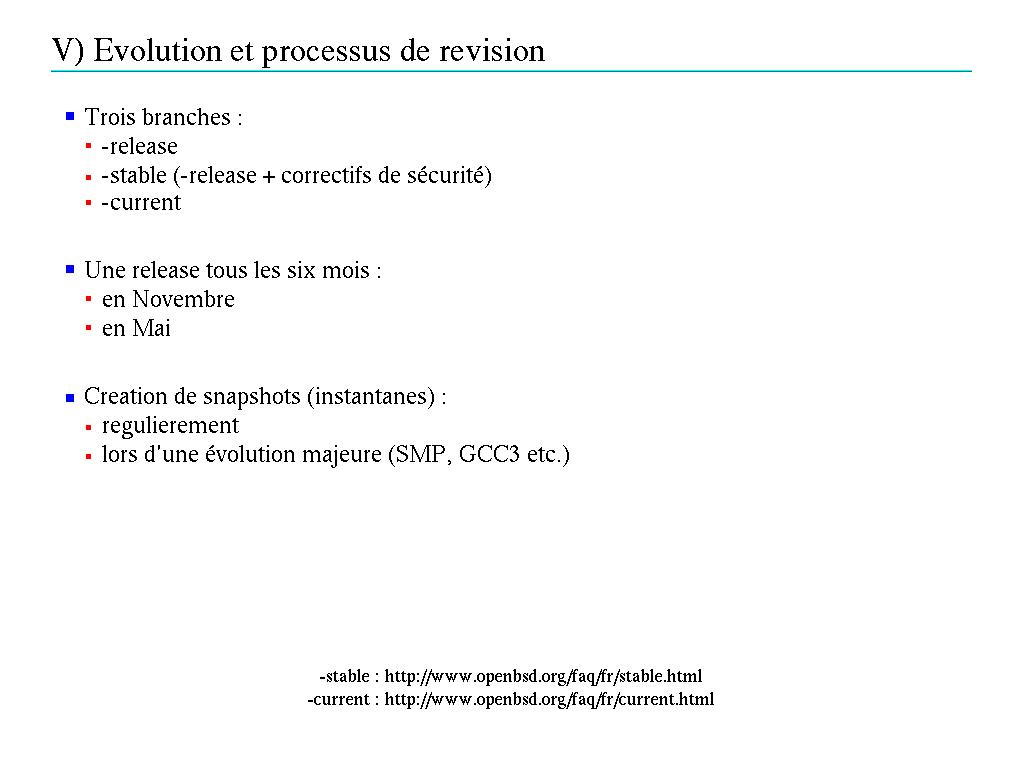 V) Evolution et processus de revision
Trois branches :
-release
-stable (-release + correctifs de sécurité)
-current
Une release tous les six mois :
en Novembre
en Mai
Creation de snapshots (instantanes) :
regulierement
lors d'une évolution majeure (SMP, GCC3 etc.)
-stable : http://www.openbsd.org/faq/fr/stable.html
-current : http://www.openbsd.org/faq/fr/current.html